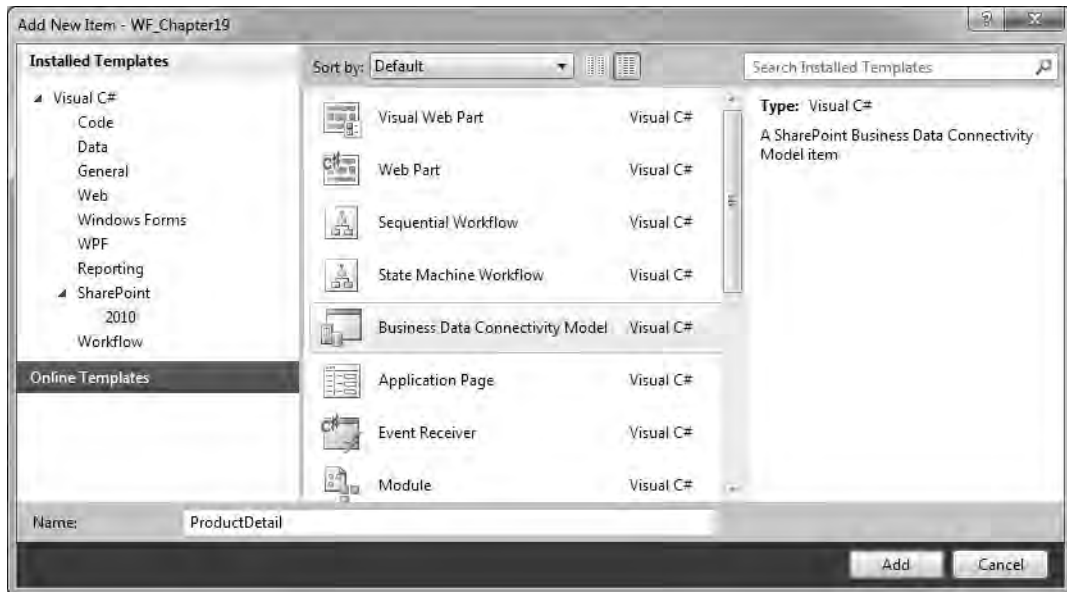 Add New Item - WF_Chapter19
Installed Templates
Visual C#
Code
Data
General
Web
Windows Forms
WPF
Reporting
SharePoint
2010
Workflow
Online Templates
Sort by: Default
Visual Web Part Visual C#
Web Part Visual C#
Sequential Workflow Visual C#
State Machine Workflow Visual C#
Business Data Connectivity Model Visual C#
Application Page Visual C#
Event Receiver Visual C#
Module Visual C#
Search Installed Templates
Type: Visual C#
A SharePoint Business Data Connectivity
Model item
Name: ProductDetail
Add Cancel